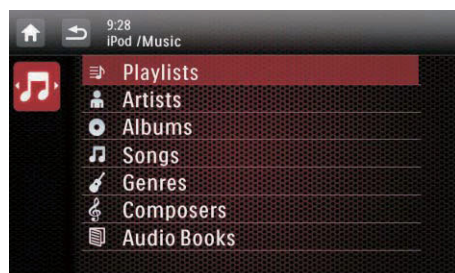 9:28
iPod /Music
Playlists
Artists
Albums
Songs
Genres
Composers
Audio Books